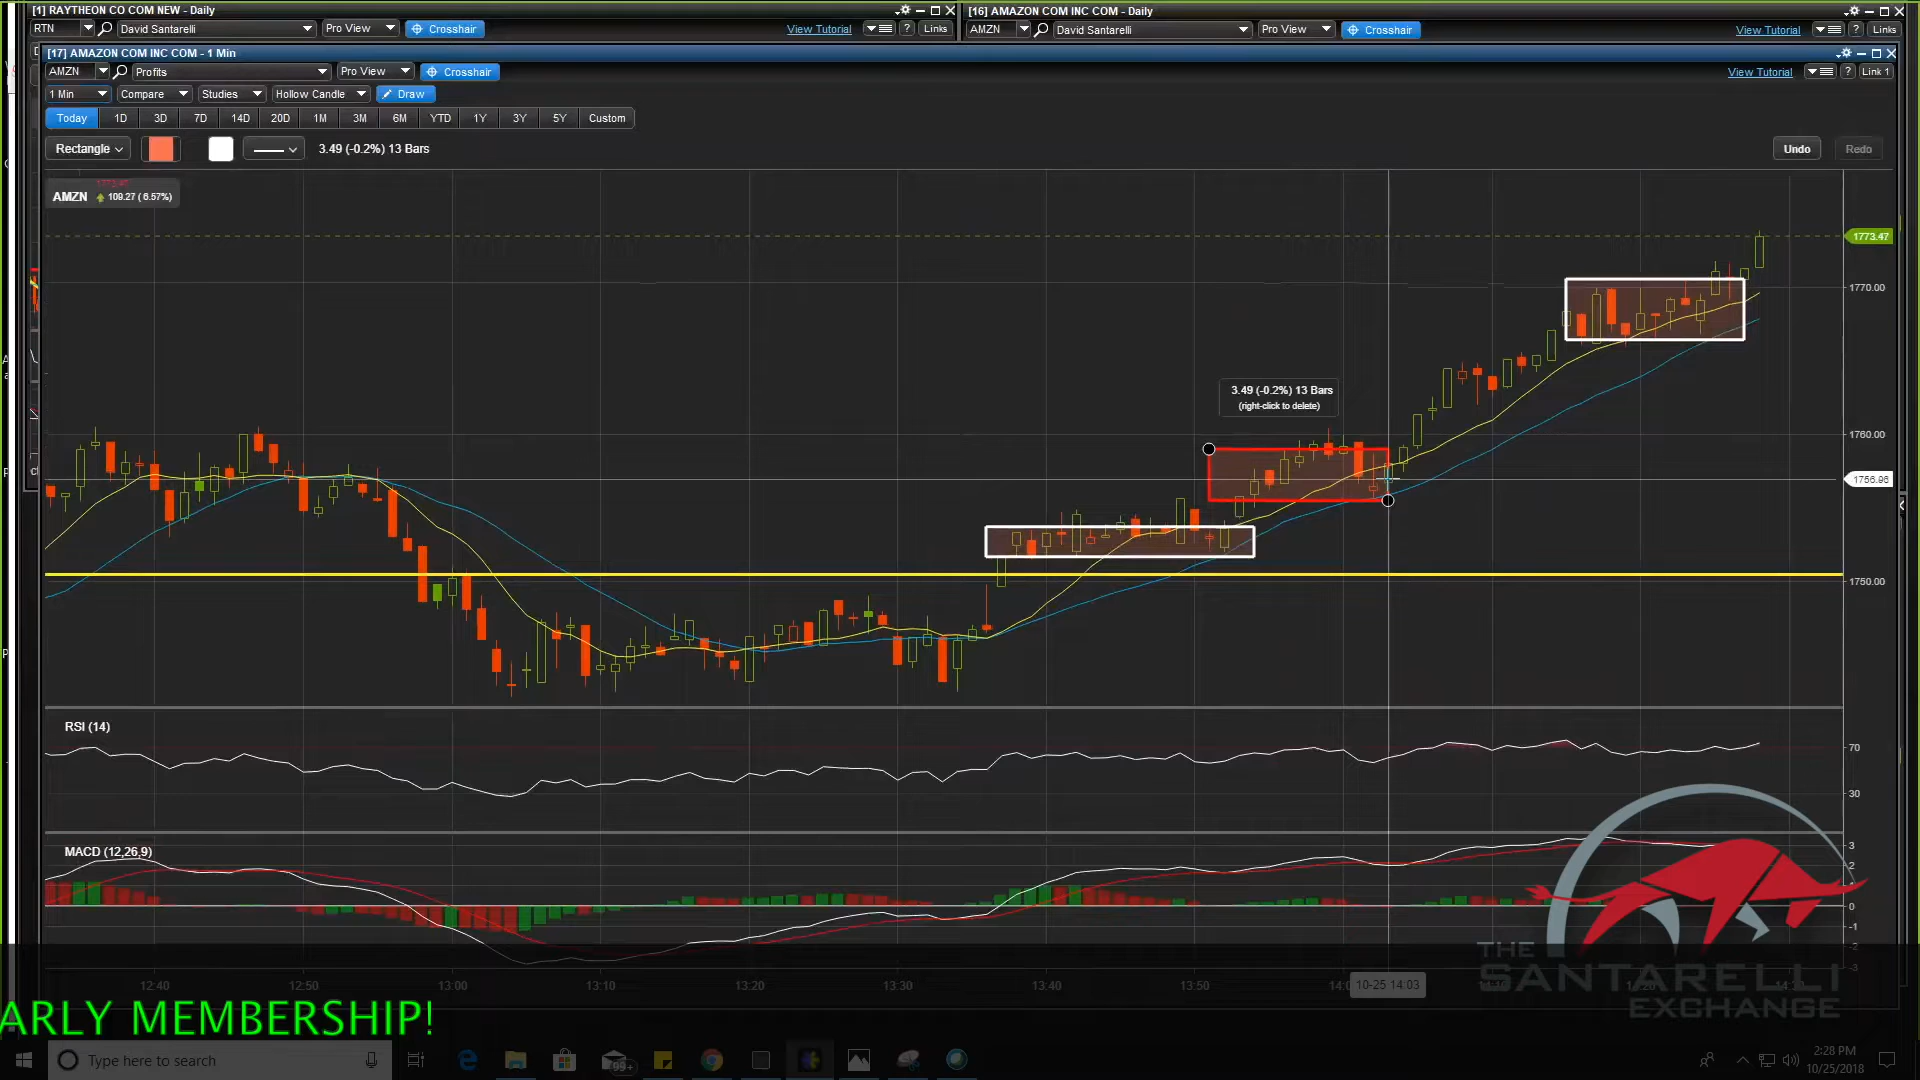 [1] RAYTHEON CO COM NEW - Daily
[16] AMAZON COM INC COM - Daily
RTN
David Santarelli
Pro View
Crosshair
View Tutorial
?
Links
AMZN
David Santarelli
Pro View
Crosshair
View Tutorial
?
Links
[17] AMAZON COM INC COM - 1 Min
AMZN
Profits
Pro View
Crosshair
View Tutorial
?
Link 1
1 Min
Compare
Studies
Hollow Candle
Draw
Today
1D
3D
7D
14D
20D
1M
3M
6M
YTD
1Y
3Y
5Y
Custom
Rectangle
3.49 (-0.2%) 13 Bars
Undo
Redo
AMZN
109.27 (6.57%)
1773.47
1770.00
3.49 (-0.2%) 13 Bars
(right-click to delete)
1760.00
1756.96
1750.00
RSI (14)
70
30
MACD (12,26,9)
3
2
0
-1
-2
-3
12:40
12:50
13:00
13:10
13:20
13:30
13:40
13:50
10-25 14:03
THE
SANTARELLI
EXCHANGE
ARLY MEMBERSHIP!
Type here to search
99+
2:28 PM
10/25/2018